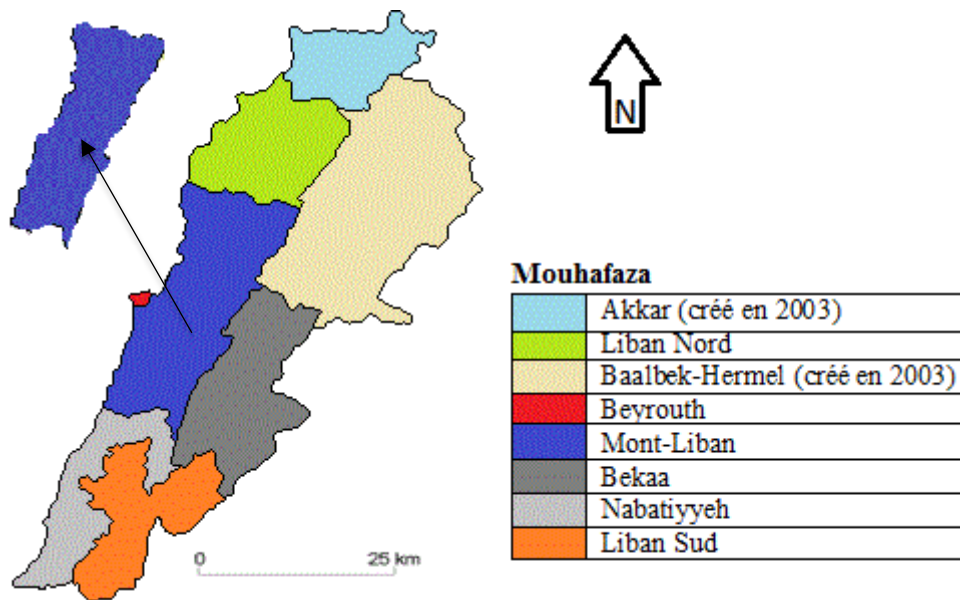 N
Mouhafaza
Akkar (créé en 2003)
Liban Nord
Baalbek-Hermel (créé en 2003)
Beyrouth
Mont-Liban
Bekaa
Nabatiyyeh
Liban Sud
0 25 km